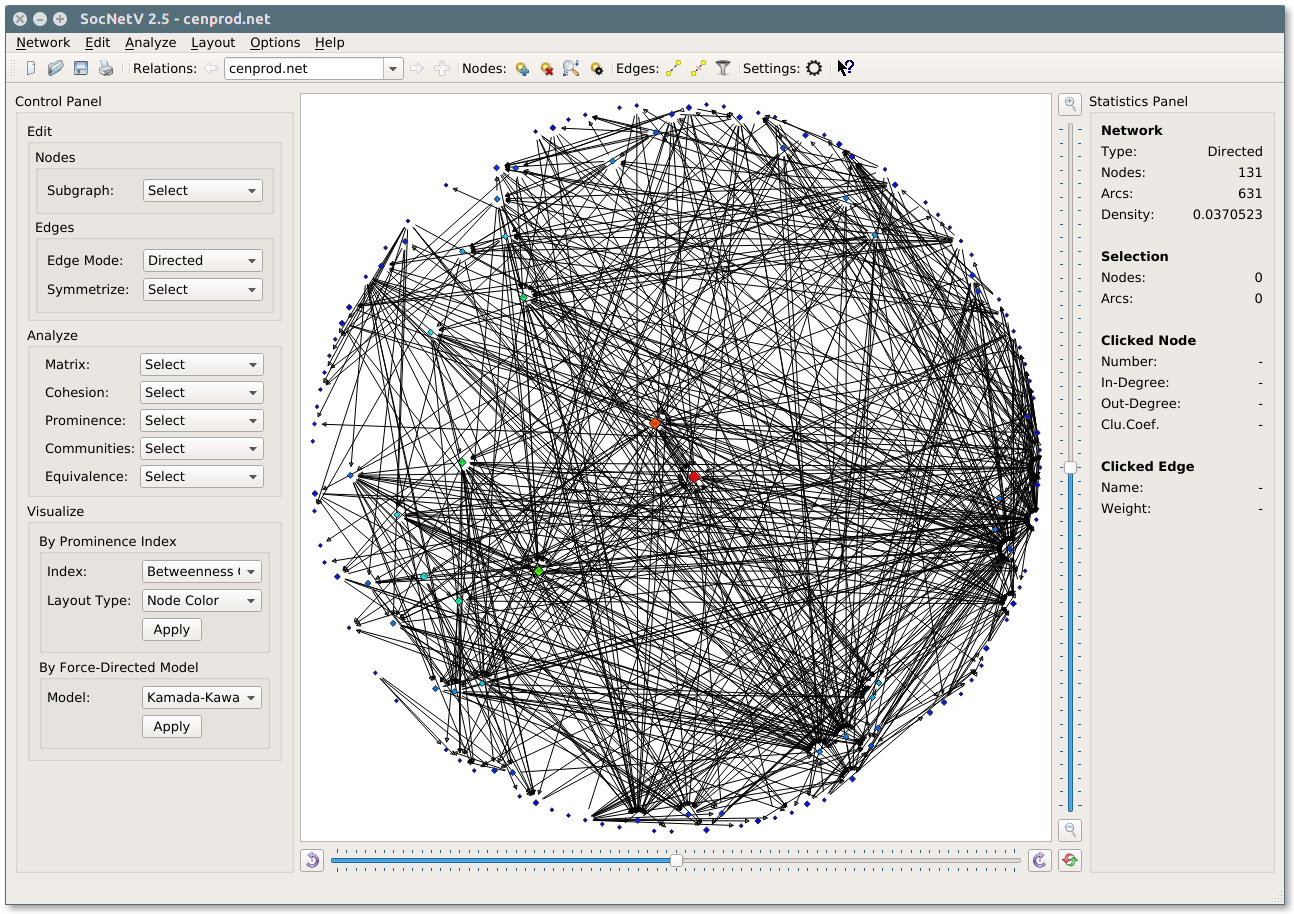 SocNetV 2.5 - cenprod.net
Network Edit Analyze Layout Options Help
Relations: cenprod.net Nodes: Edges: Settings:
Control Panel
Edit
Nodes
Subgraph: Select
Edges
Edge Mode: Directed
Symmetrize: Select
Analyze
Matrix: Select
Cohesion: Select
Prominence: Select
Communities: Select
Equivalence: Select
Visualize
By Prominence Index
Index: Betweenness
Layout Type: Node Color
Apply
By Force-Directed Model
Model: Kamada-Kawa
Apply
Statistics Panel
Network
Type: Directed
Nodes: 131
Arcs: 631
Density: 0.0370523
Selection
Nodes: 0
Arcs: 0
Clicked Node
Number: -
In-Degree: -
Out-Degree: -
Clu.Coef. -
Clicked Edge
Name: -
Weight: -